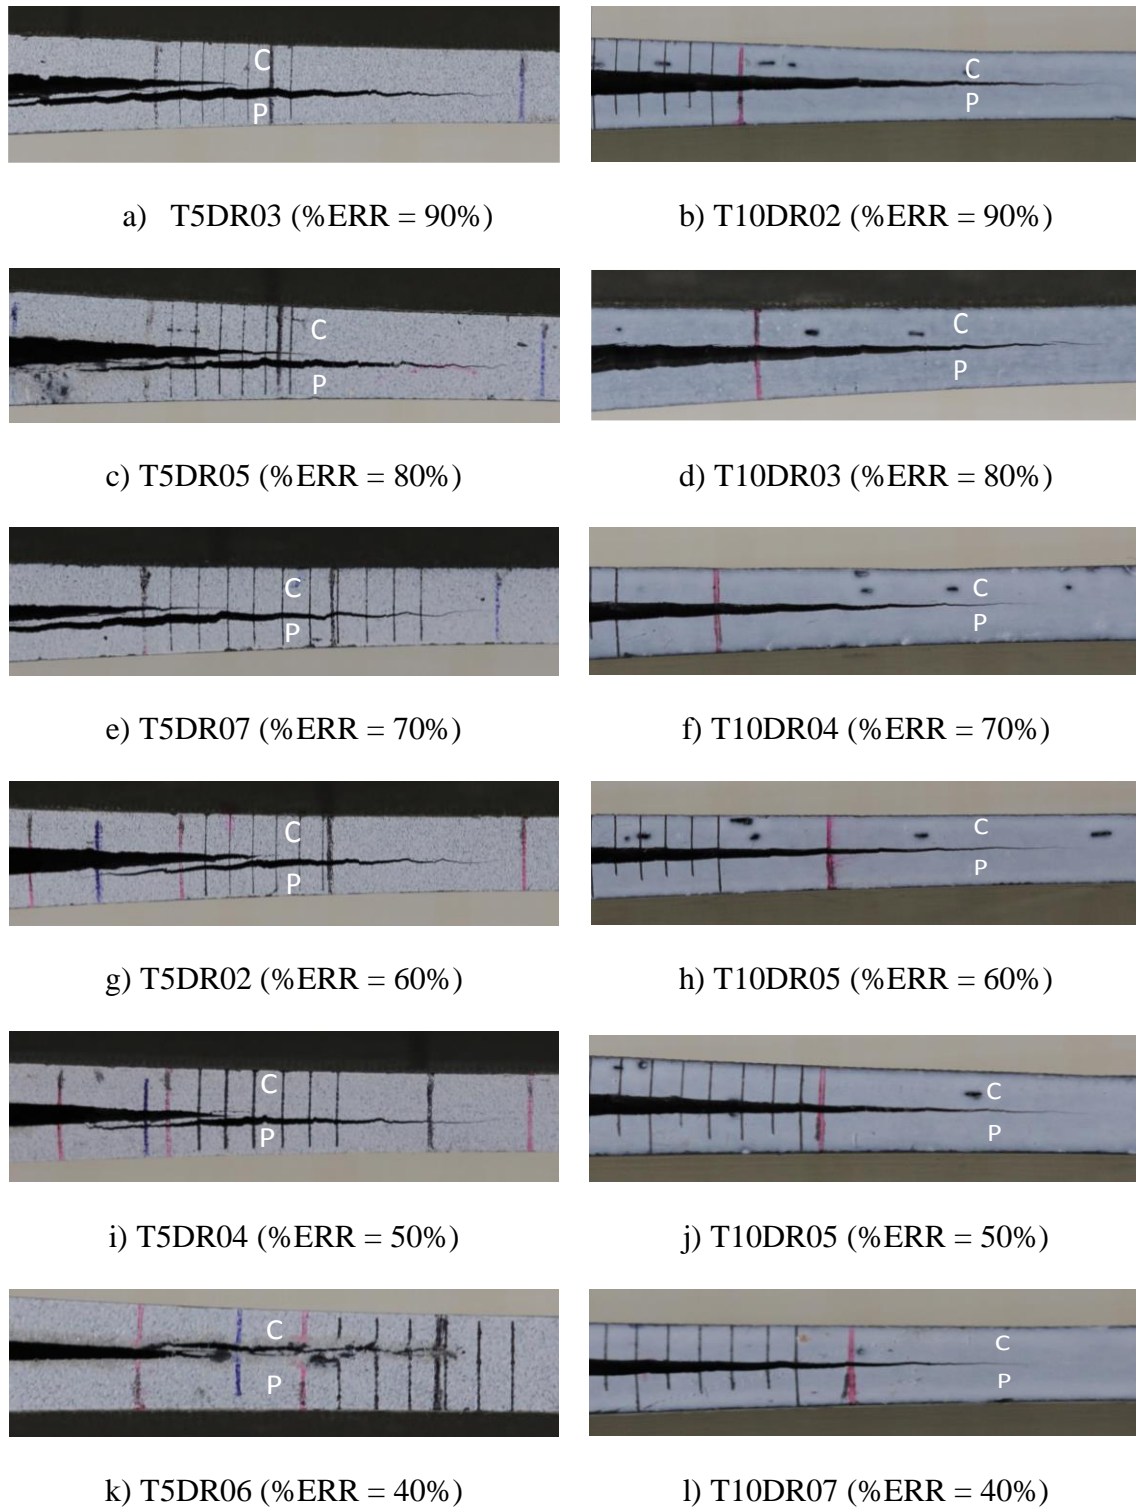 C
P
C
P
a) T5DR03 (%ERR = 90%)
b) T10DR02 (%ERR = 90%)
C
P
C
P
c) T5DR05 (%ERR = 80%)
d) T10DR03 (%ERR = 80%)
C
P
C
P
e) T5DR07 (%ERR = 70%)
f) T10DR04 (%ERR = 70%)
C
P
C
P
g) T5DR02 (%ERR = 60%)
h) T10DR05 (%ERR = 60%)
C
P
C
P
i) T5DR04 (%ERR = 50%)
j) T10DR05 (%ERR = 50%)
C
P
C
P
k) T5DR06 (%ERR = 40%)
l) T10DR07 (%ERR = 40%)